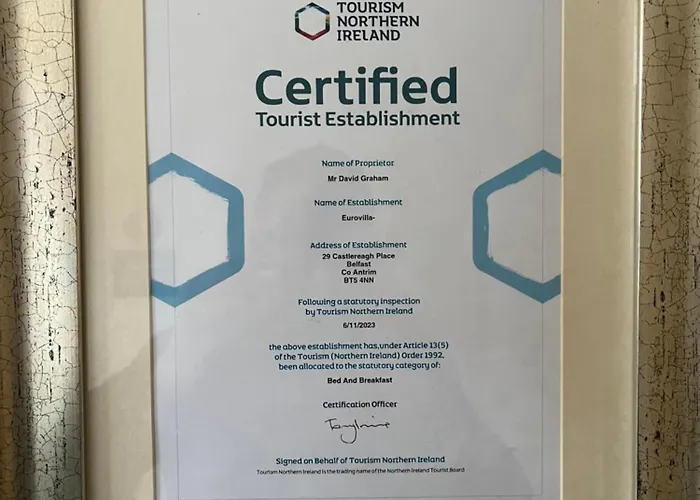 TOURISM
NORTHERN
IRELAND
Certified
Tourist Establishment
Name of Proprietor
Mr David Graham
Name of Establishment
Eurovilla-
Address of Establishment
29 Castlereagh Place
Belfast
Co Antrim
BT5 4NN
Following a statutory inspection
by Tourism Northern Ireland
6/11/2023
the above establishment has, under Article 13(5)
of the Tourism (Northern Ireland) Order 1992,
been allocated to the statutory category of:
Bed And Breakfast
Certification Officer
Signed on Behalf of Tourism Northern Ireland
Tourism Northern Ireland is the trading name of the Northern Ireland Tourist Board